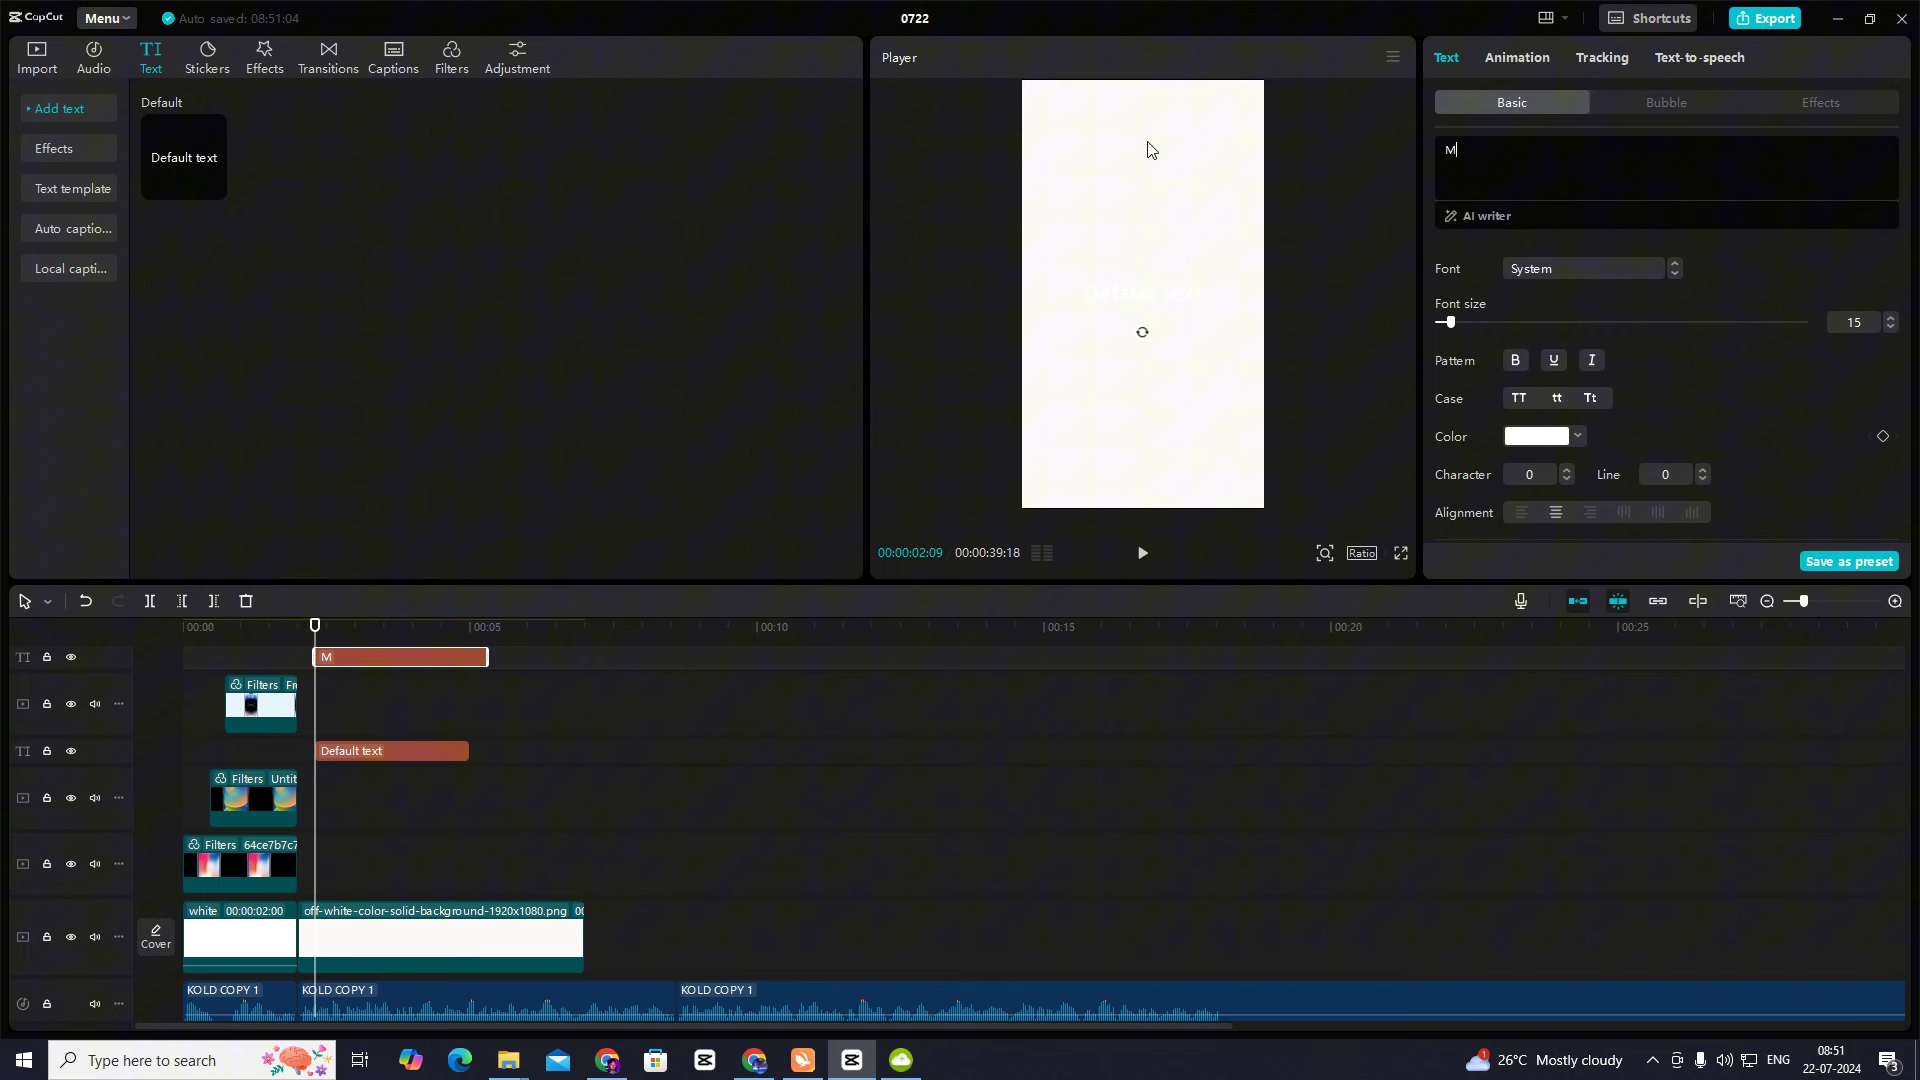 CapCut
Menu
Auto saved: 08:51:04
0722
Shortcuts
Export
Import
Audio
TI
Text
Stickers
Effects
Transitions
Captions
Filters
Adjustment
Add text
Effects
Text template
Auto captio...
Local capti...
Default
Default text
Player
Default text
00:00:02:09
00:00:39:18
Ratio
Text
Animation
Tracking
Text-to-speech
Basic
Bubble
Effects
M
AI writer
Font
System
Font size
15
Pattern
B U I
Case
TT tt Tt
Color
Character
0
Line
0
Alignment
Save as preset
00:00
00:05
00:10
00:15
00:20
00:25
TI
M
Filters Fr
TI
Default text
Filters Untit
Filters 64ce7b7c7
Cover
white 00:00:02:00
off-white-color-solid-background-1920x1080.png 00
KOLD COPY 1
KOLD COPY 1
KOLD COPY 1
Type here to search
1
26°C Mostly cloudy
ENG
08:51
22-07-2024
3